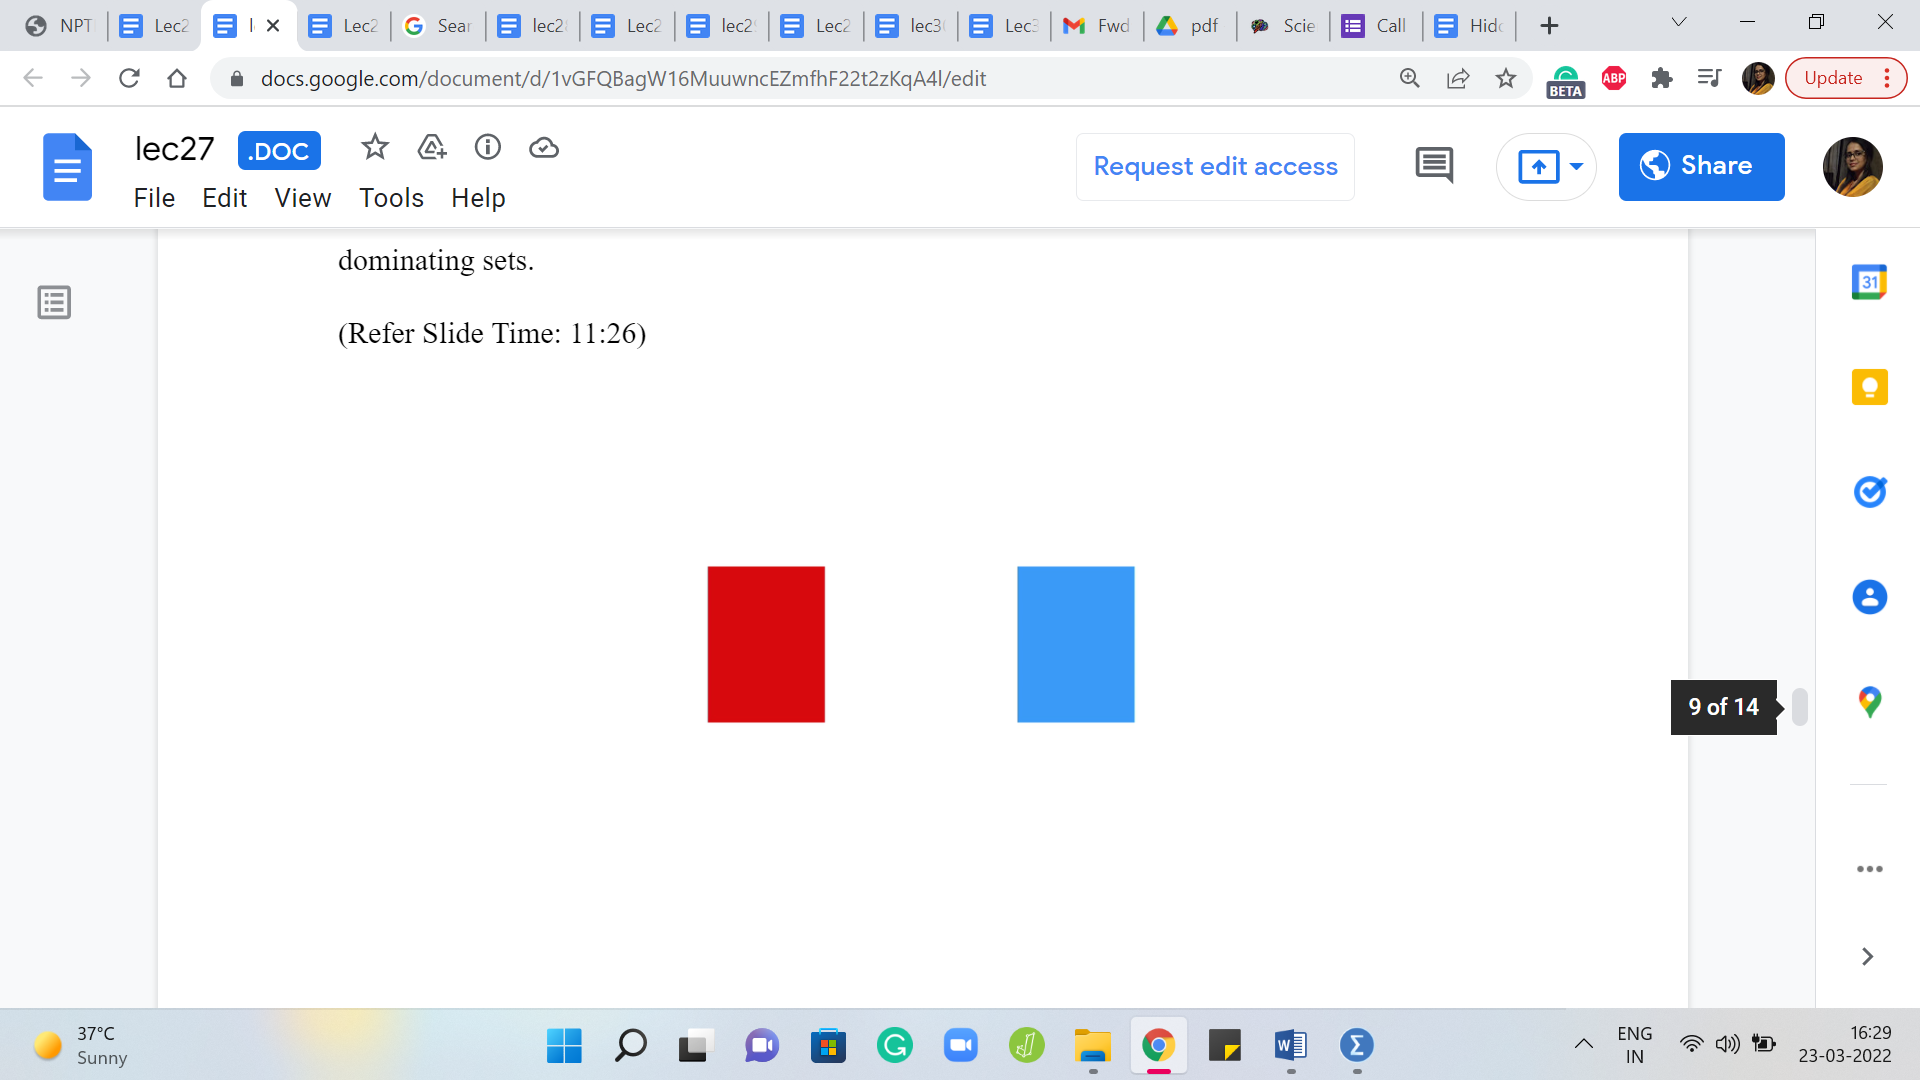 NPT Lec2 Lec2 Sear lec2 Lec2 lec2 Lec2 lec3 Lec3 Fwd pdf Scie Call Hidd
docs.google.com/document/d/1vGFQBagW16MuuwncEZmfhF22t2zKqA4l/edit
BETA
ABP
Update
lec27 .DOC
Request edit access
Share
File Edit View Tools Help
dominating sets.
31
(Refer Slide Time: 11:26)
9 of 14
37°C
Sunny
ENG
IN
16:29
23-03-2022